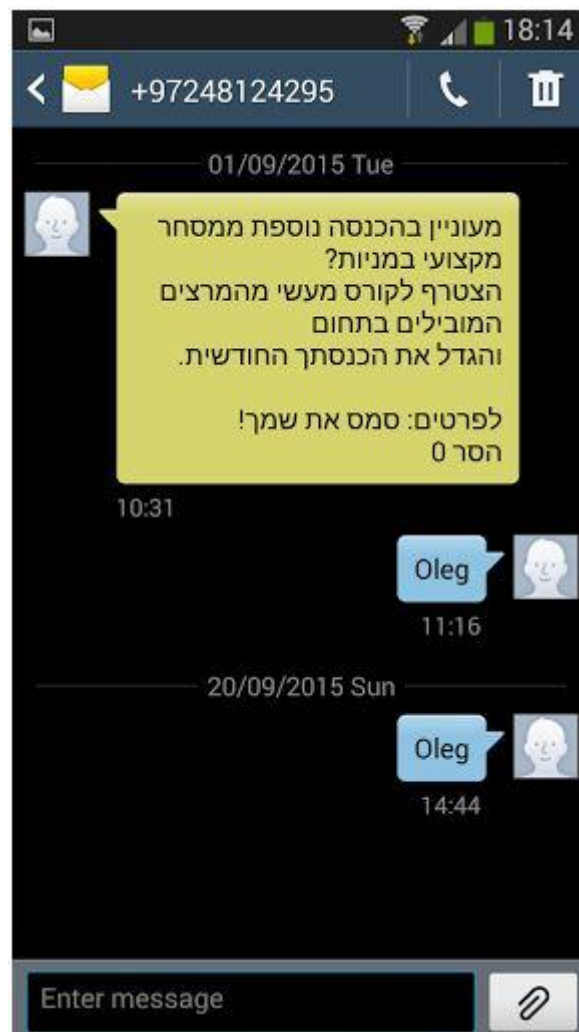 18:14
+97248124295
01/09/2015 Tue
מעוניין בהכנסה נוספת ממסחר
מקצועי במניות?
הצטרף לקורס מעשי מהמרצים
המובילים בתחום
והגדל את הכנסתך החודשית.
לפרטים: סמס את שמך!
הסר 0
10:31
Oleg
11:16
20/09/2015 Sun
Oleg
14:44
Enter message